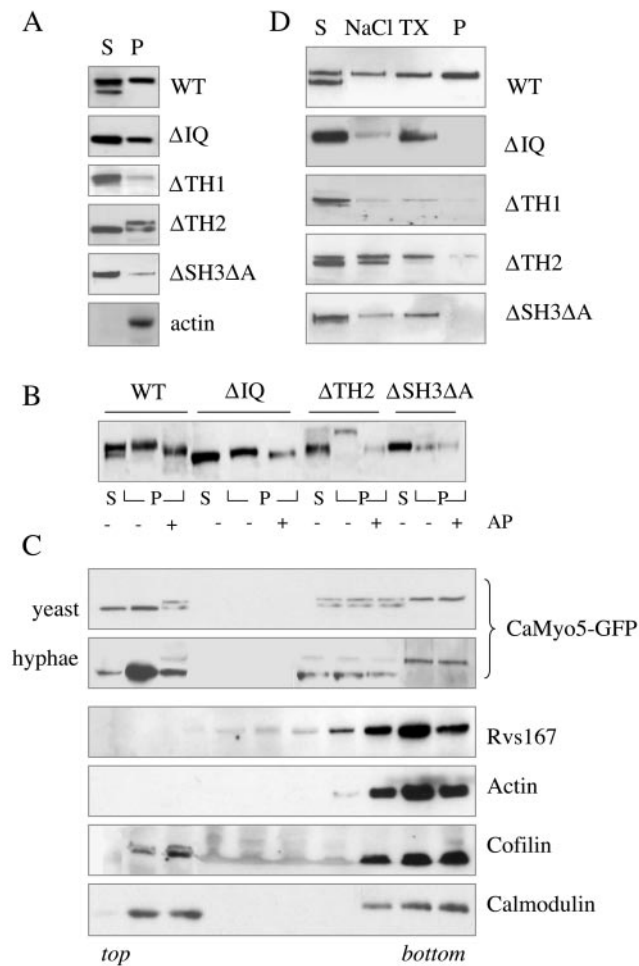 A
S P
WT
ΔIQ
ΔTH1
ΔTH2
ΔSH3ΔA
actin
D
S NaCl TX P
WT
ΔIQ
ΔTH1
ΔTH2
ΔSH3ΔA
B
WT ΔIQ ΔTH2 ΔSH3ΔA
S P S P S P S P
- - + - - + - - + - - + AP
C
yeast
hyphae
CaMyo5-GFP
Rvs167
Actin
Cofilin
Calmodulin
top bottom